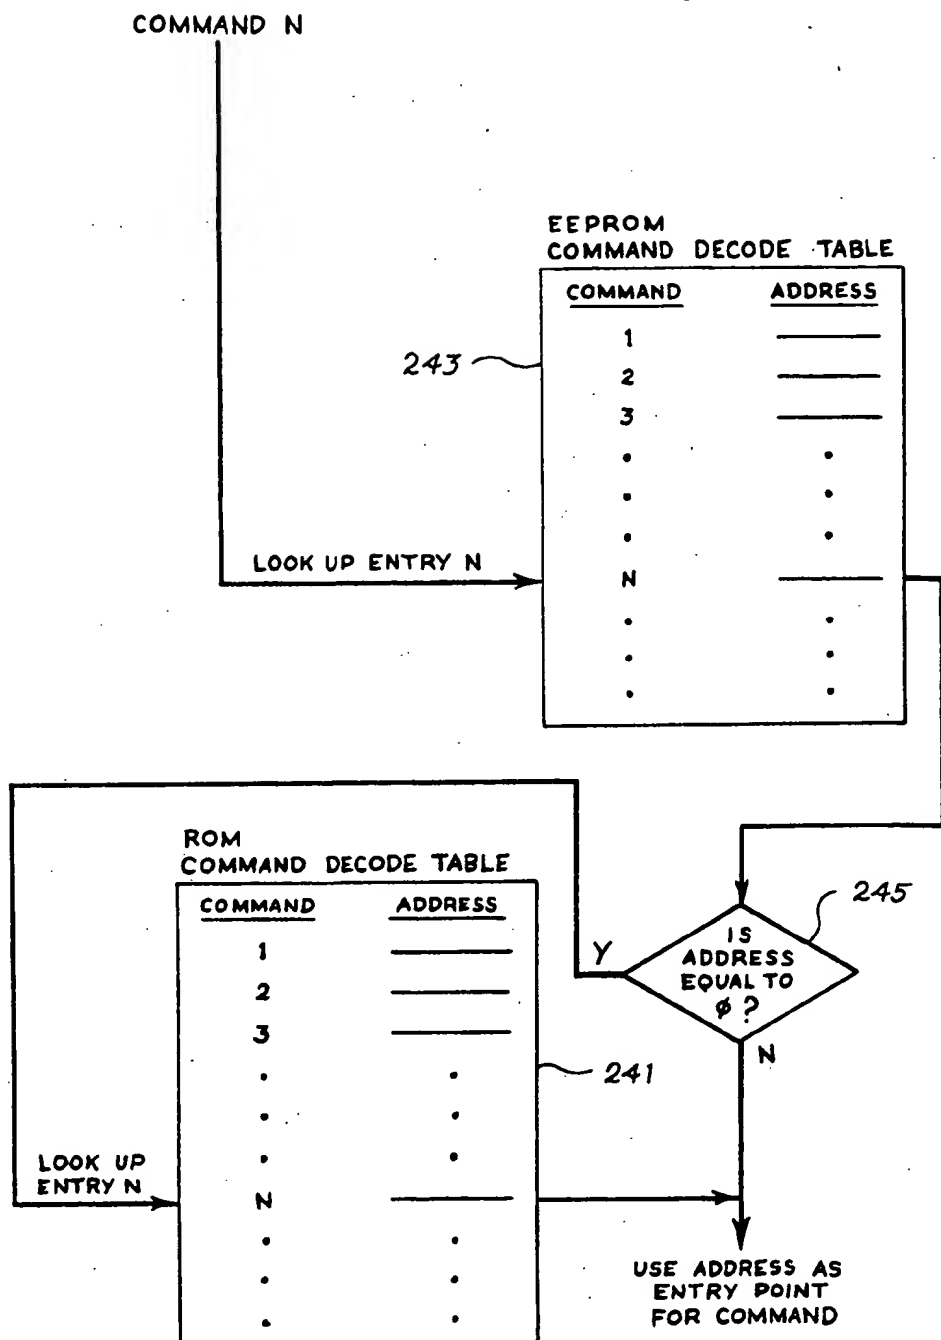 COMMAND N
EEPROM
COMMAND DECODE TABLE
COMMAND ADDRESS
1
2
3
243
LOOK UP ENTRY N
N
ROM
COMMAND DECODE TABLE
COMMAND ADDRESS
1
2
3
241
LOOK UP
ENTRY N
N
245
IS
ADDRESS
EQUAL TO
ø ?
Y
N
USE ADDRESS AS
ENTRY POINT
FOR COMMAND